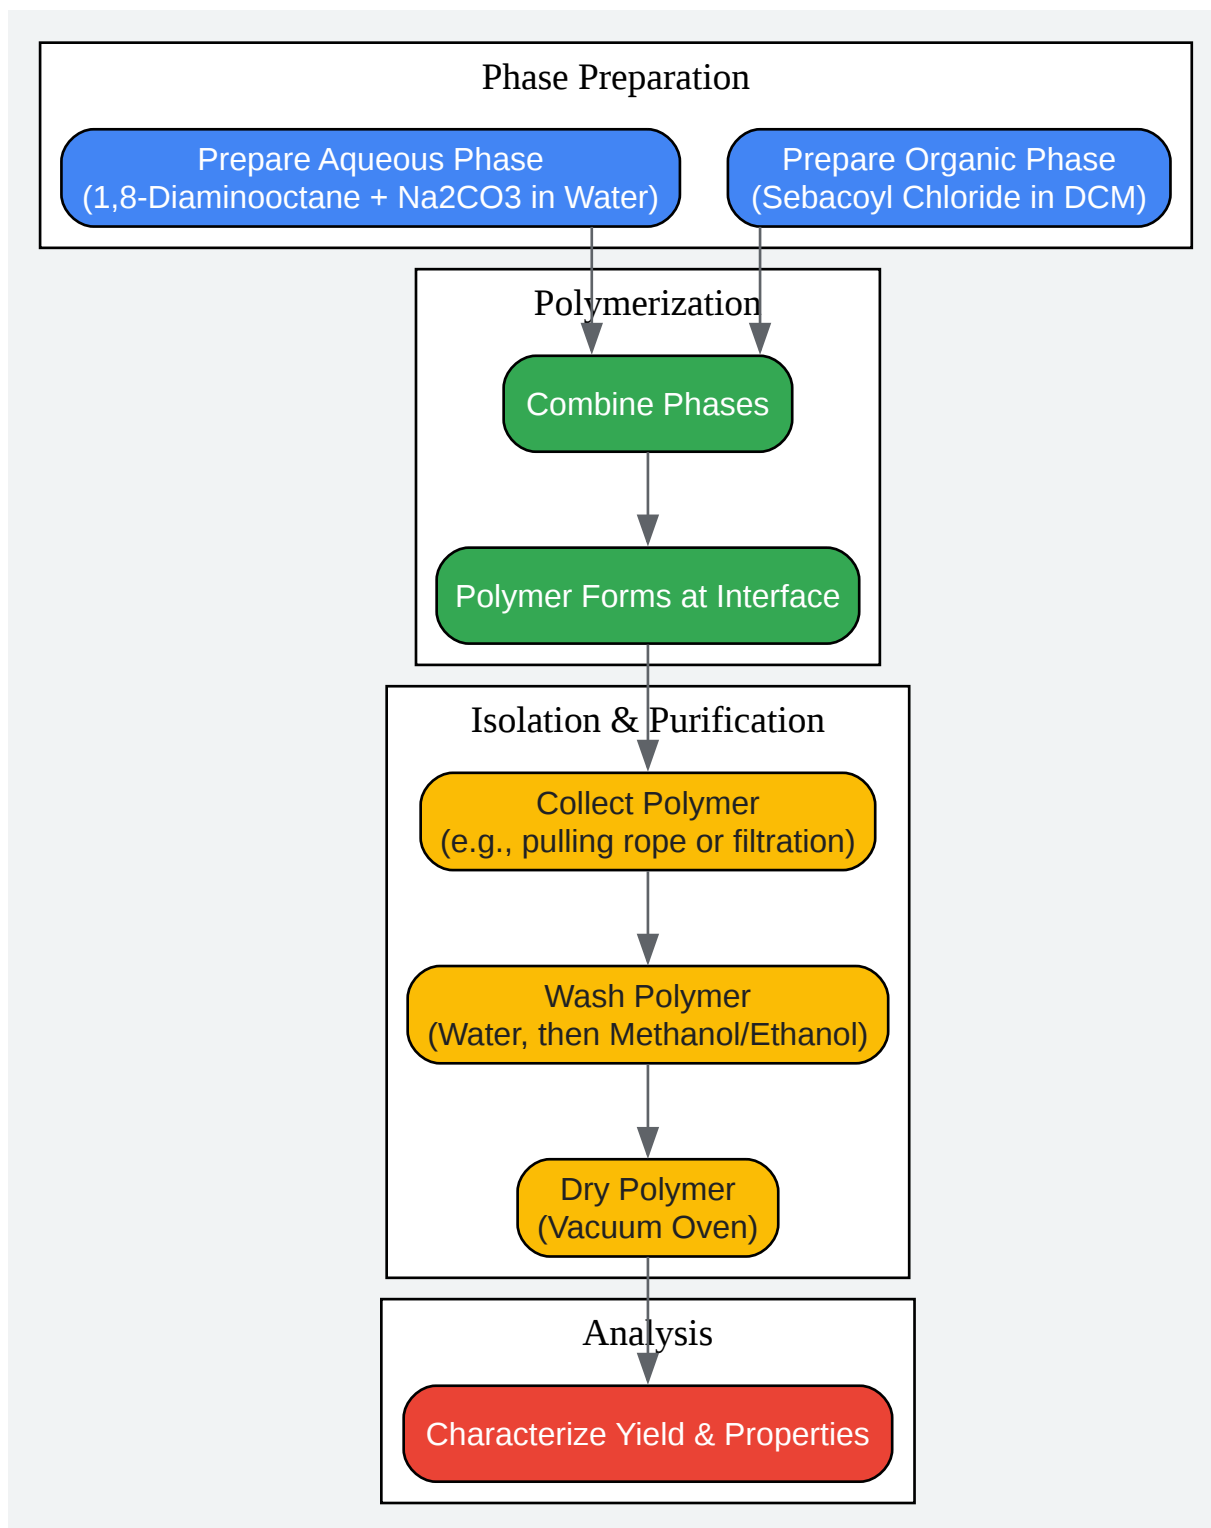 Phase Preparation
Prepare Aqueous Phase
(1,8-Diaminooctane + Na2CO3 in Water)
Prepare Organic Phase
(Sebacoyl Chloride in DCM)
Polymerization
Combine Phases
Polymer Forms at Interface
Isolation & Purification
Collect Polymer
(e.g., pulling rope or filtration)
Wash Polymer
(Water, then Methanol/Ethanol)
Dry Polymer
(Vacuum Oven)
Analysis
Characterize Yield & Properties